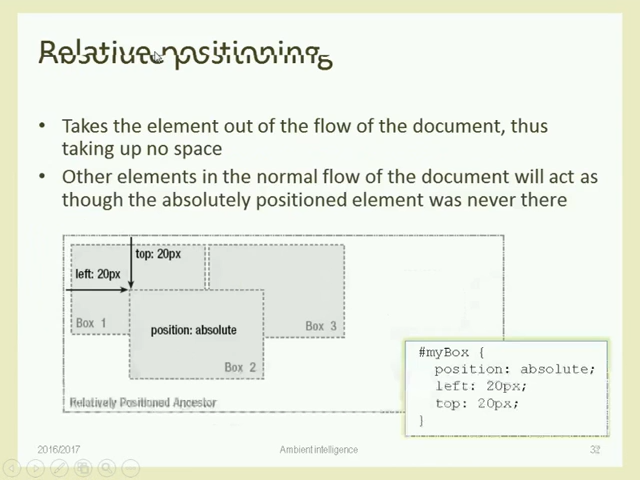 positioning
• Takes the element out of the flow of the document, thus
taking up no space
• Other elements in the normal flow of the document will act as
though the absolutely positioned element was never there
top: 20px
left: 20px
Box 1
position: absolute
Box 3
Box 2
Relatively Positioned Ancestor
#myBox {
position: absolute;
left: 20px;
top: 20px;
}
2016/2017
Ambient intelligence